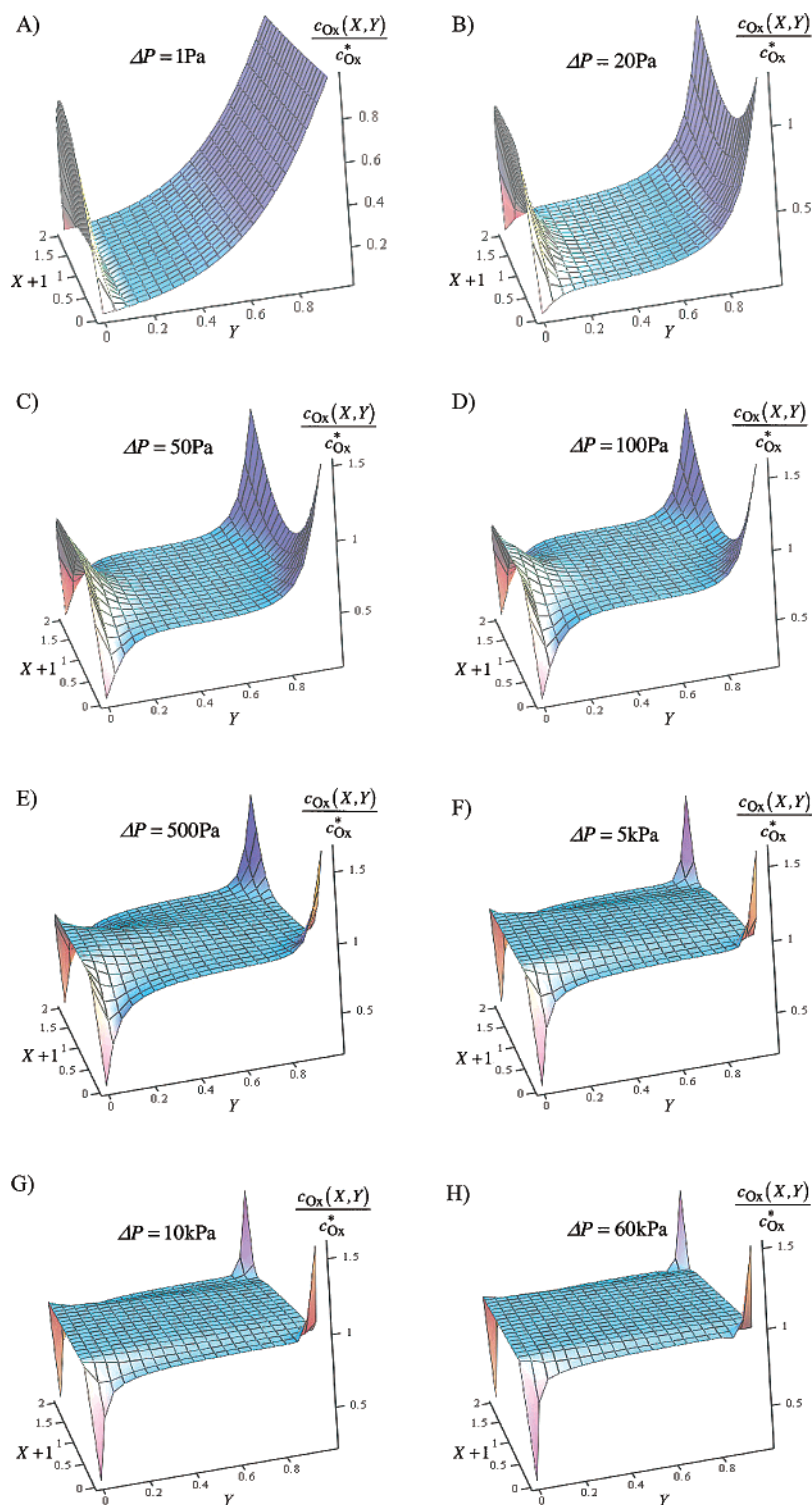 A)
ΔP = 1Pa
c_Ox(X,Y)
c*_Ox
0.8
0.6
0.4
0.2
2
1.5
1
0.5
0
X+1
0
0.2
0.4
0.6
0.8
Y
B)
ΔP = 20Pa
c_Ox(X,Y)
c*_Ox
1
0.5
2
1.5
1
0.5
0
X+1
0
0.2
0.4
0.6
0.8
Y
C)
ΔP = 50Pa
c_Ox(X,Y)
c*_Ox
1.5
1
0.5
2
1.5
1
0.5
0
X+1
0
0.2
0.4
0.6
0.8
Y
D)
ΔP = 100Pa
c_Ox(X,Y)
c*_Ox
1.5
1
0.5
2
1.5
1
0.5
0
X+1
0
0.2
0.4
0.6
0.8
Y
E)
ΔP = 500Pa
c_Ox(X,Y)
c*_Ox
1.5
1
0.5
2
1.5
1
0.5
0
X+1
0
0.2
0.4
0.6
0.8
Y
F)
ΔP = 5kPa
c_Ox(X,Y)
c*_Ox
1.5
1
0.5
2
1.5
1
0.5
0
X+1
0
0.2
0.4
0.6
0.8
Y
G)
ΔP = 10kPa
c_Ox(X,Y)
c*_Ox
1.5
1
0.5
2
1.5
1
0.5
0
X+1
0
0.2
0.4
0.6
0.8
Y
H)
ΔP = 60kPa
c_Ox(X,Y)
c*_Ox
1.5
1
0.5
2
1.5
1
0.5
0
X+1
0
0.2
0.4
0.6
0.8
Y